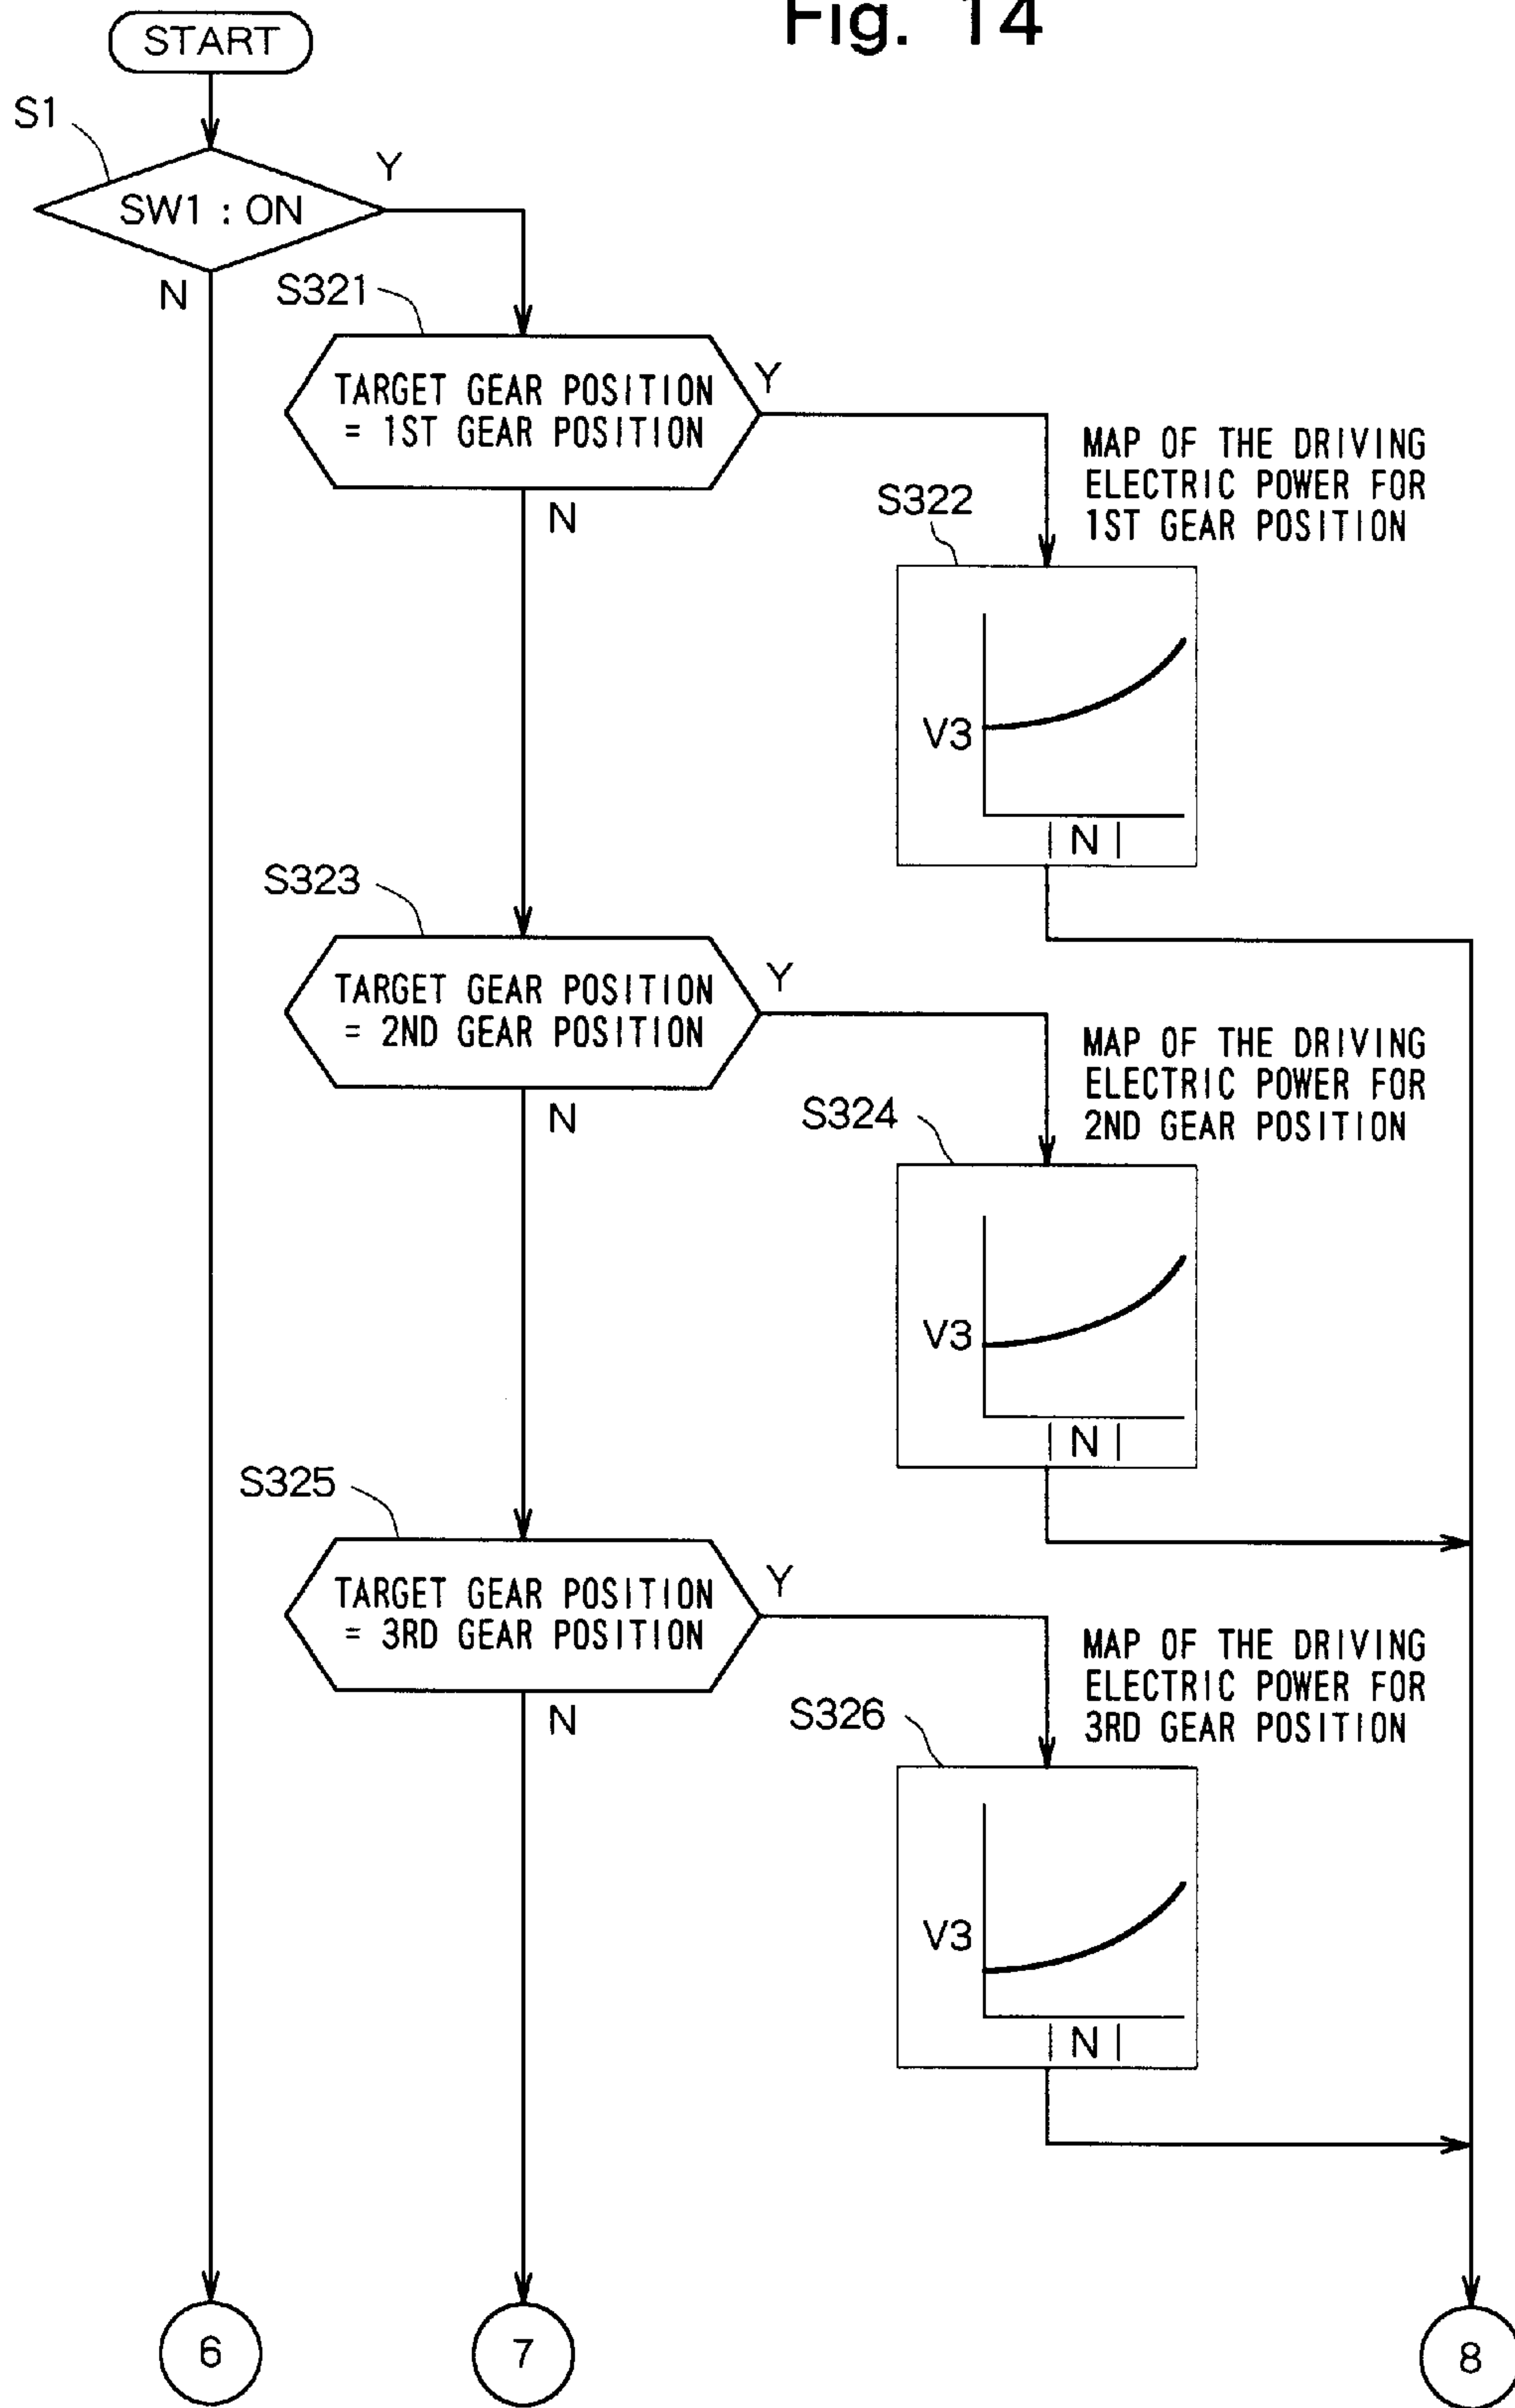 Fig. 14
START
S1
SW1 : ON
Y
N
S321
TARGET GEAR POSITION
= 1ST GEAR POSITION
Y
N
MAP OF THE DRIVING
ELECTRIC POWER FOR
1ST GEAR POSITION
S322
V3
| N |
S323
TARGET GEAR POSITION
= 2ND GEAR POSITION
Y
N
MAP OF THE DRIVING
ELECTRIC POWER FOR
2ND GEAR POSITION
S324
V3
| N |
S325
TARGET GEAR POSITION
= 3RD GEAR POSITION
Y
N
MAP OF THE DRIVING
ELECTRIC POWER FOR
3RD GEAR POSITION
S326
V3
| N |
6
7
8